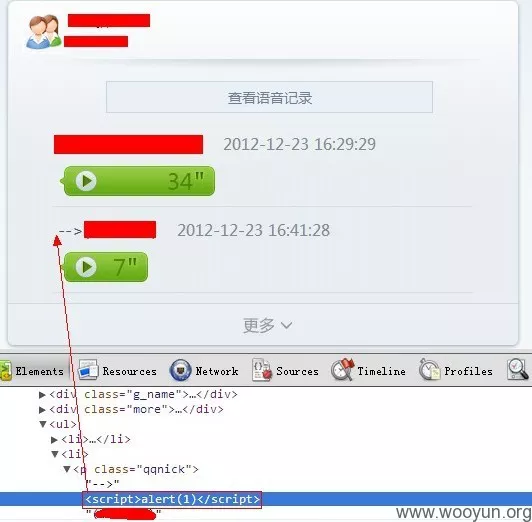 查看语音记录
2012-12-23 16:29:29
34"
--> 2012-12-23 16:41:28
7"
更多
Elements Resources Network Sources Timeline Profiles
▶<div class="g_name">…</div>
▶<div class="more">…</div>
▼<ul>
▶<li>…</li>
▼<li>
▼<p class="qqnick">
"-->"
<script>alert(1)</script>
www.wooyun.org